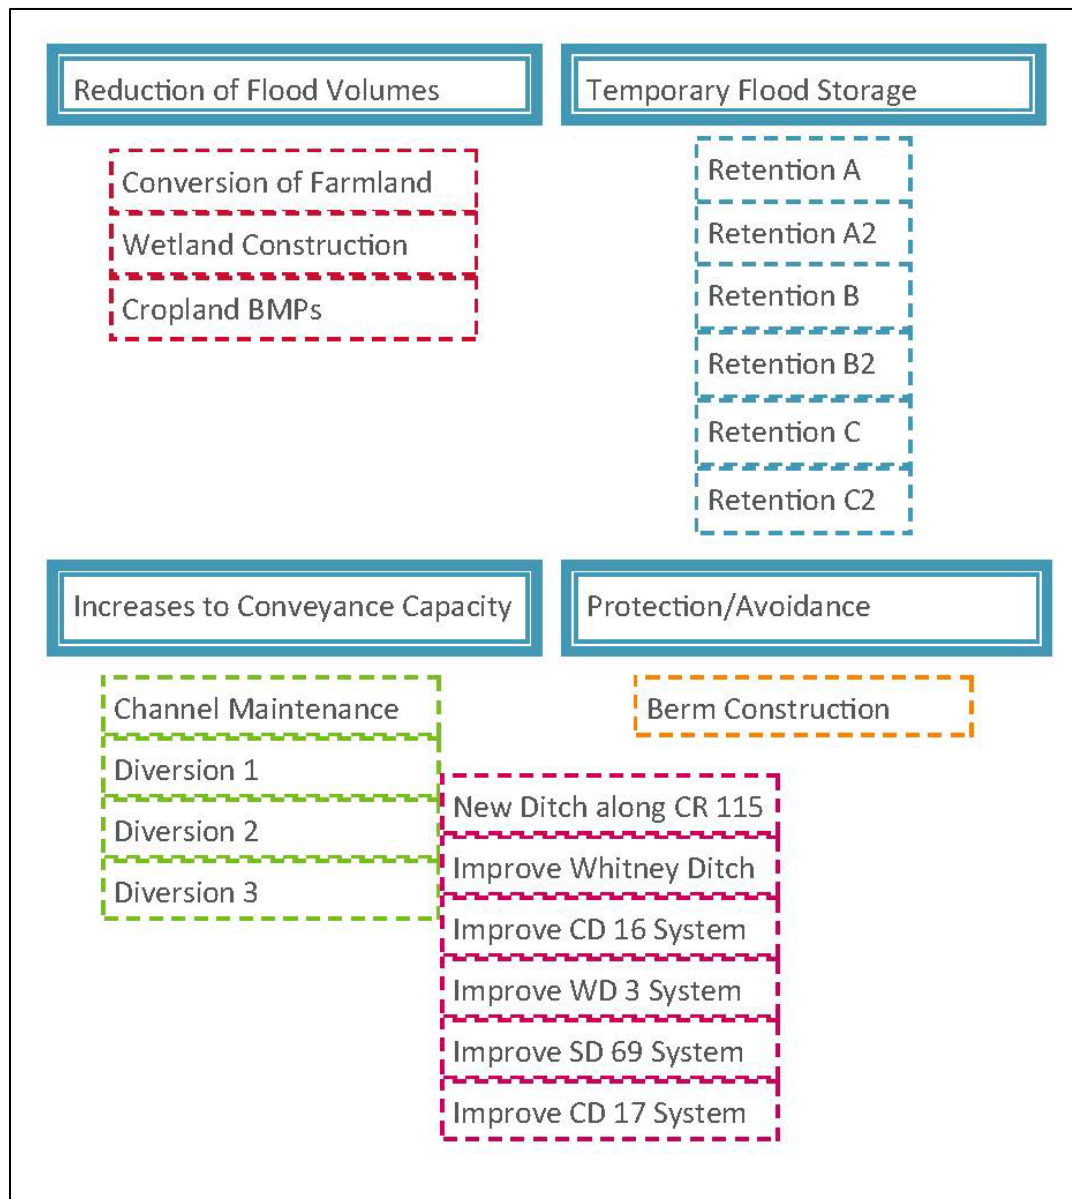 Reduction of Flood Volumes
Conversion of Farmland
Wetland Construction
Cropland BMPs
Temporary Flood Storage
Retention A
Retention A2
Retention B
Retention B2
Retention C
Retention C2
Increases to Conveyance Capacity
Channel Maintenance
Diversion 1
Diversion 2
Diversion 3
New Ditch along CR 115
Improve Whitney Ditch
Improve CD 16 System
Improve WD 3 System
Improve SD 69 System
Improve CD 17 System
Protection/Avoidance
Berm Construction